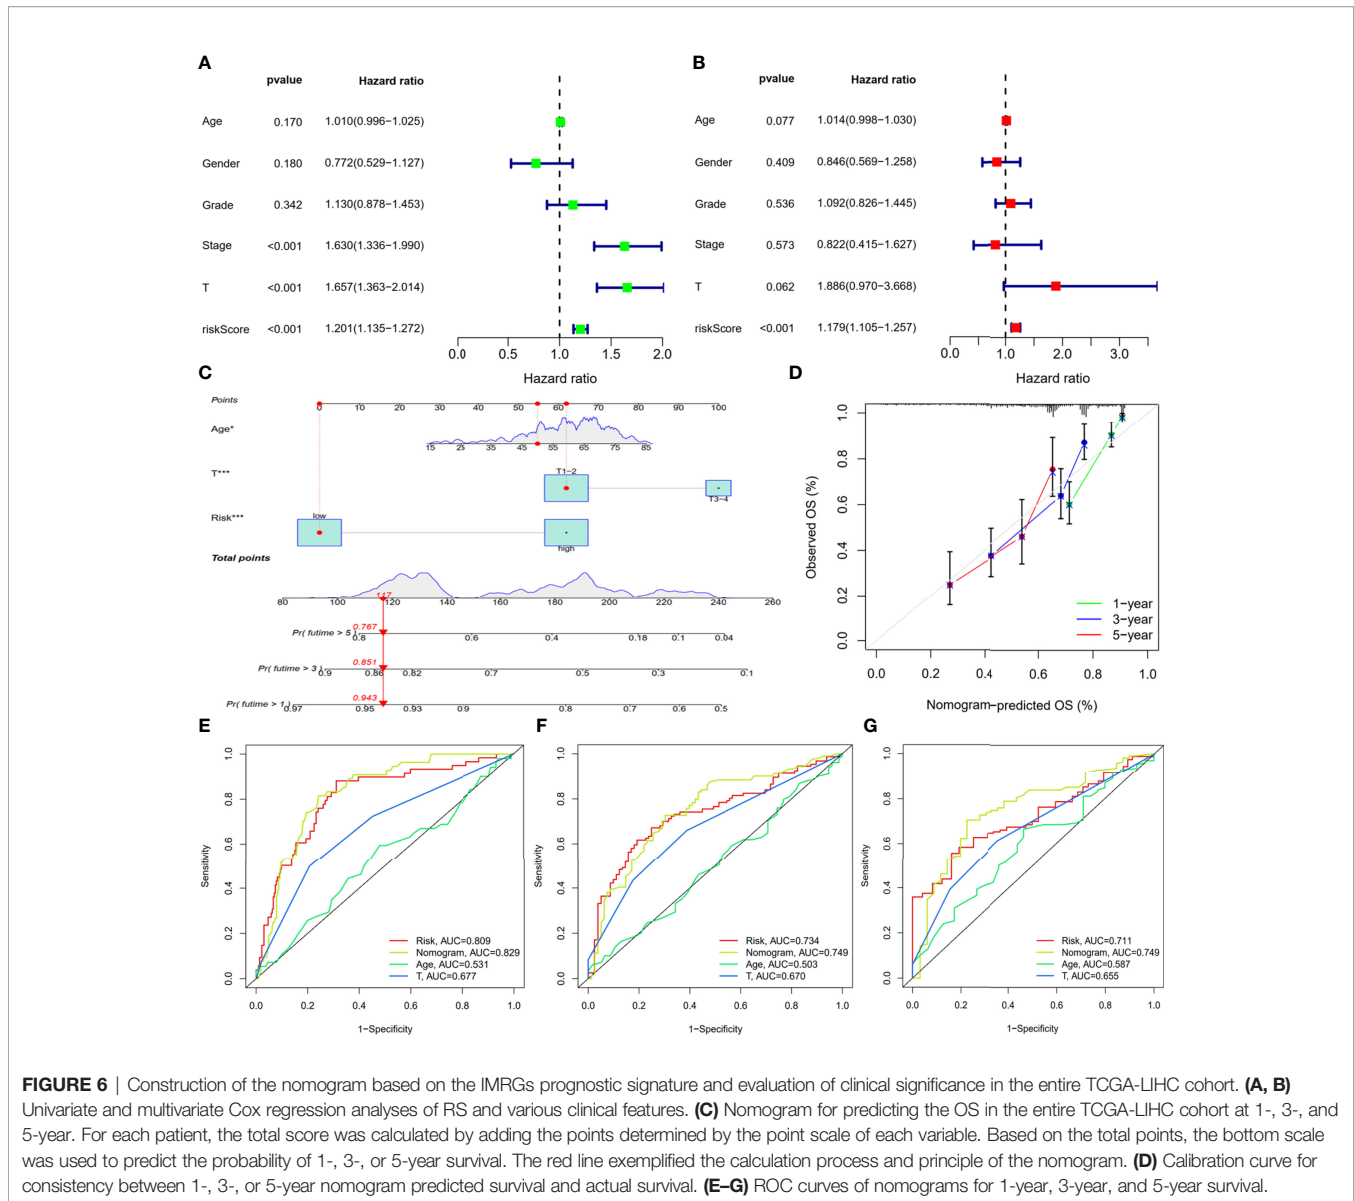 A
pvalue Hazard ratio
Age 0.170 1.010(0.996−1.025)
Gender 0.180 0.772(0.529−1.127)
Grade 0.342 1.130(0.878−1.453)
Stage <0.001 1.630(1.336−1.990)
T <0.001 1.657(1.363−2.014)
riskScore <0.001 1.201(1.135−1.272)
0.0 0.5 1.0 1.5 2.0
Hazard ratio
B
pvalue Hazard ratio
Age 0.077 1.014(0.998−1.030)
Gender 0.409 0.846(0.569−1.258)
Grade 0.536 1.092(0.826−1.445)
Stage 0.573 0.822(0.415−1.627)
T 0.062 1.886(0.970−3.668)
riskScore <0.001 1.179(1.105−1.257)
0.0 1.0 2.0 3.0
Hazard ratio
C
Points
0 10 20 30 40 50 60 70 80 90 100
Age*
15 25 35 45 55 65 75 85
T***
T1−2
T3−4
Risk***
low
high
Total points
117
80 100 120 140 160 180 200 220 240 260
0.767
Pr( futime > 5 )
0.8 0.6 0.4 0.18 0.1 0.04
0.851
Pr( futime > 3 )
0.9 0.86 0.82 0.7 0.5 0.3 0.1
0.943
Pr( futime > 1 )
0.97 0.95 0.93 0.9 0.8 0.7 0.6 0.5
D
Observed OS (%)
1.0
0.8
0.6
0.4
0.2
0.0
1−year
3−year
5−year
0.0 0.2 0.4 0.6 0.8 1.0
Nomogram−predicted OS (%)
E
Sensitivity
1.0
0.8
0.6
0.4
0.2
0.0
Risk, AUC=0.809
Nomogram, AUC=0.829
Age, AUC=0.531
T, AUC=0.677
0.0 0.2 0.4 0.6 0.8 1.0
1−Specificity
F
Sensitivity
1.0
0.8
0.6
0.4
0.2
0.0
Risk, AUC=0.734
Nomogram, AUC=0.749
Age, AUC=0.503
T, AUC=0.670
0.0 0.2 0.4 0.6 0.8 1.0
1−Specificity
G
Sensitivity
1.0
0.8
0.6
0.4
0.2
0.0
Risk, AUC=0.711
Nomogram, AUC=0.749
Age, AUC=0.587
T, AUC=0.655
0.0 0.2 0.4 0.6 0.8 1.0
1−Specificity
FIGURE 6 | Construction of the nomogram based on the IMRGs prognostic signature and evaluation of clinical significance in the entire TCGA-LIHC cohort. (A, B)
Univariate and multivariate Cox regression analyses of RS and various clinical features. (C) Nomogram for predicting the OS in the entire TCGA-LIHC cohort at 1-, 3-, and
5-year. For each patient, the total score was calculated by adding the points determined by the point scale of each variable. Based on the total points, the bottom scale
was used to predict the probability of 1-, 3-, or 5-year survival. The red line exemplified the calculation process and principle of the nomogram. (D) Calibration curve for
consistency between 1-, 3-, or 5-year nomogram predicted survival and actual survival. (E–G) ROC curves of nomograms for 1-year, 3-year, and 5-year survival.